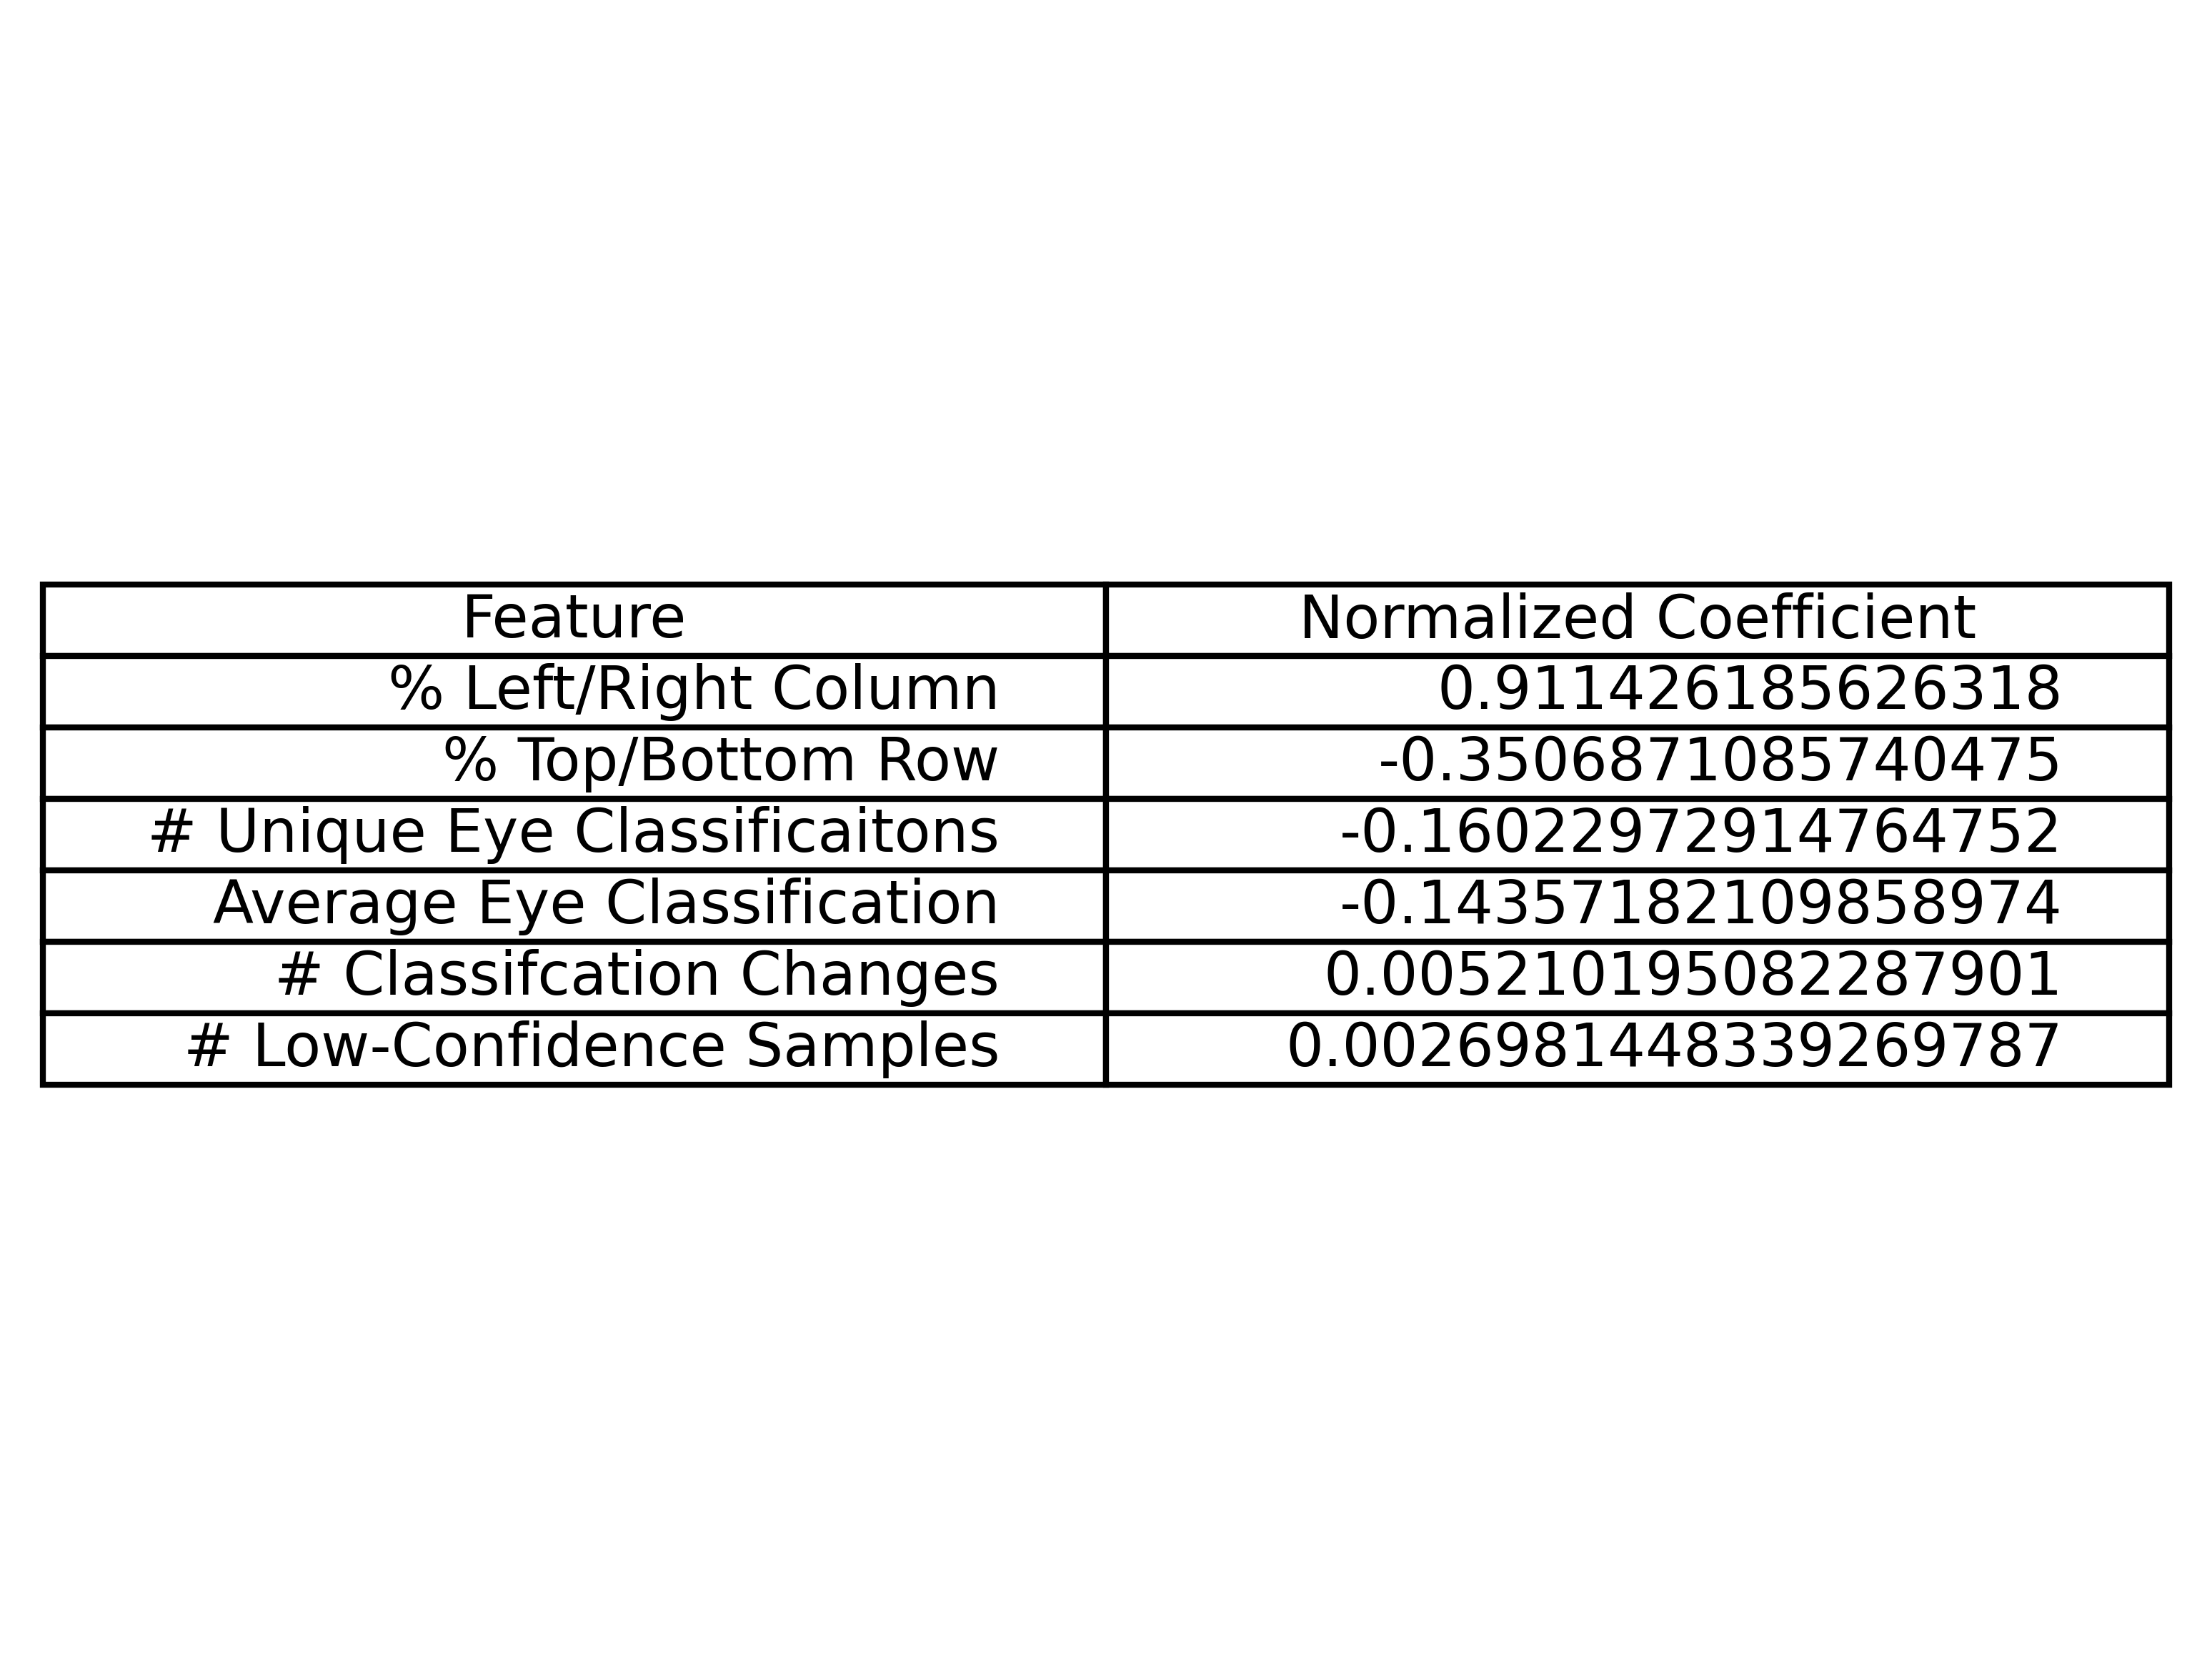 Feature Normalized Coefficient
% Left/Right Column 0.911426185626318
% Top/Bottom Row -0.3506871085740475
# Unique Eye Classificaitons -0.16022972914764752
Average Eye Classification -0.14357182109858974
# Classifcation Changes 0.005210195082287901
# Low-Confidence Samples 0.0026981448339269787